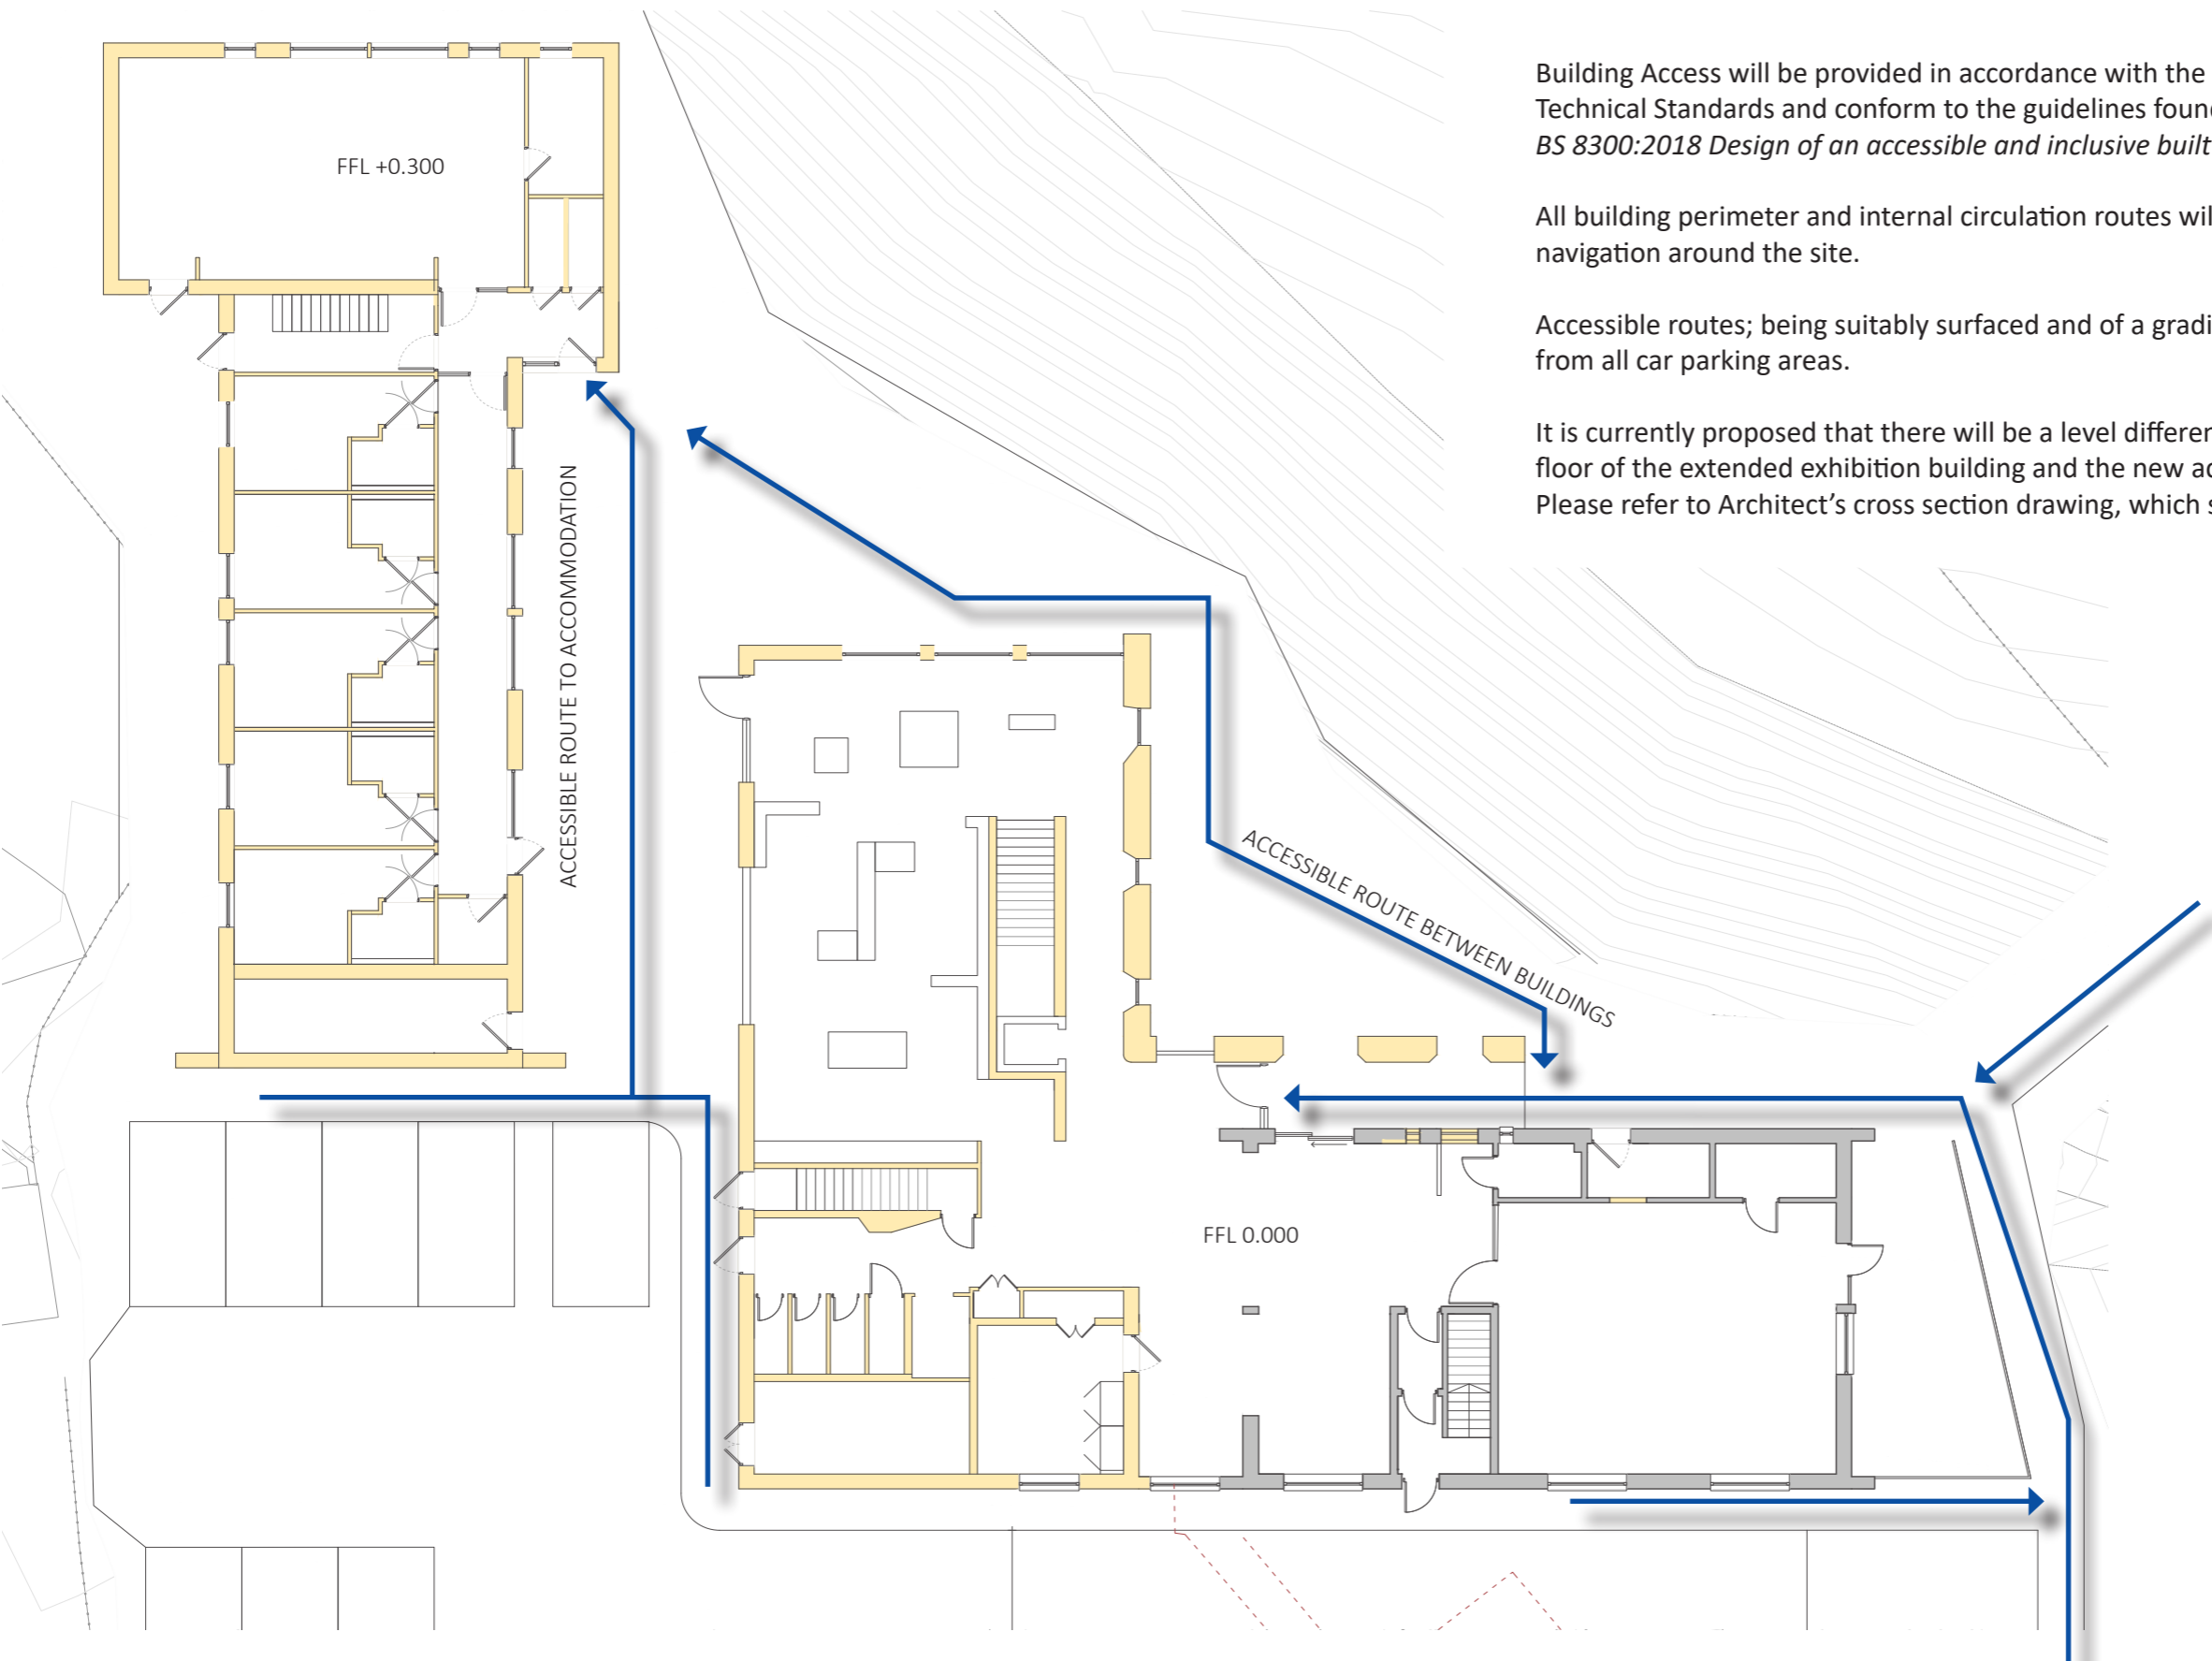 Building Access will be provided in accordance with the
Technical Standards and conform to the guidelines found
BS 8300:2018 Design of an accessible and inclusive built
All building perimeter and internal circulation routes wil
navigation around the site.
Accessible routes; being suitably surfaced and of a gradi
from all car parking areas.
It is currently proposed that there will be a level differen
floor of the extended exhibition building and the new ac
Please refer to Architect's cross section drawing, which s
FFL +0.300
ACCESSIBLE ROUTE TO ACCOMMODATION
ACCESSIBLE ROUTE BETWEEN BUILDINGS
FFL 0.000